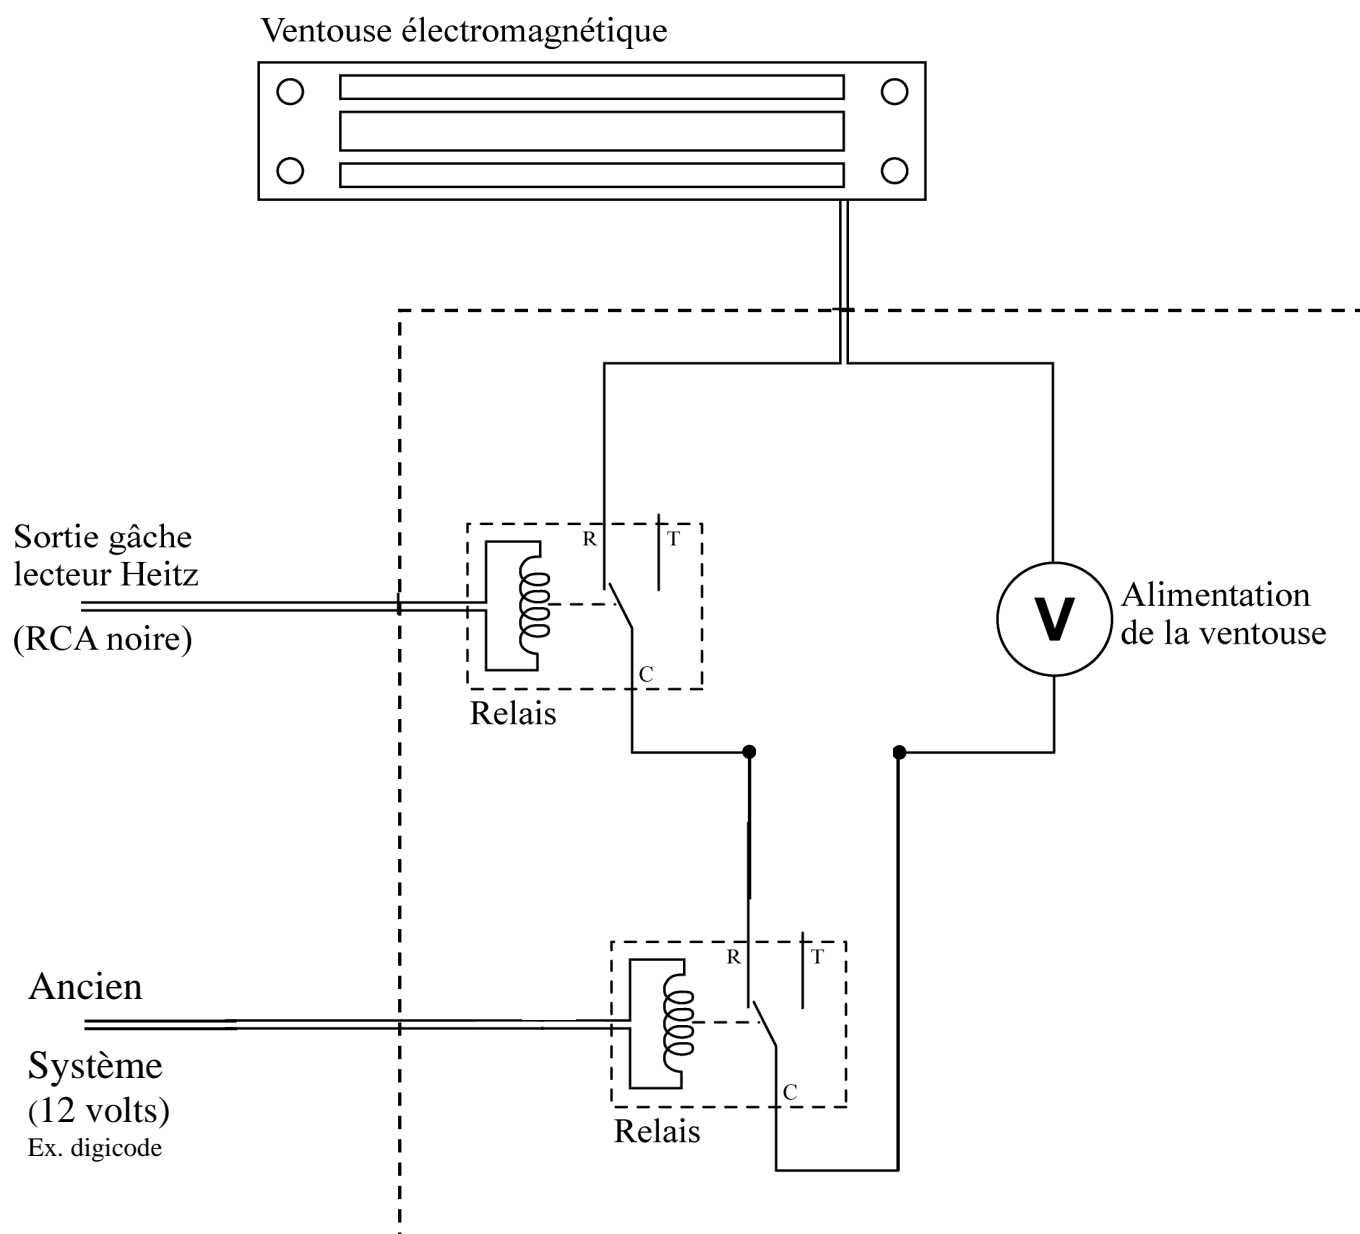 Ventouse électromagnétique
Sortie gâche
lecteur Heitz
(RCA noire)
R
T
C
Relais
V
Alimentation
de la ventouse
Ancien
Système
(12 volts)
Ex. digicode
R
T
C
Relais